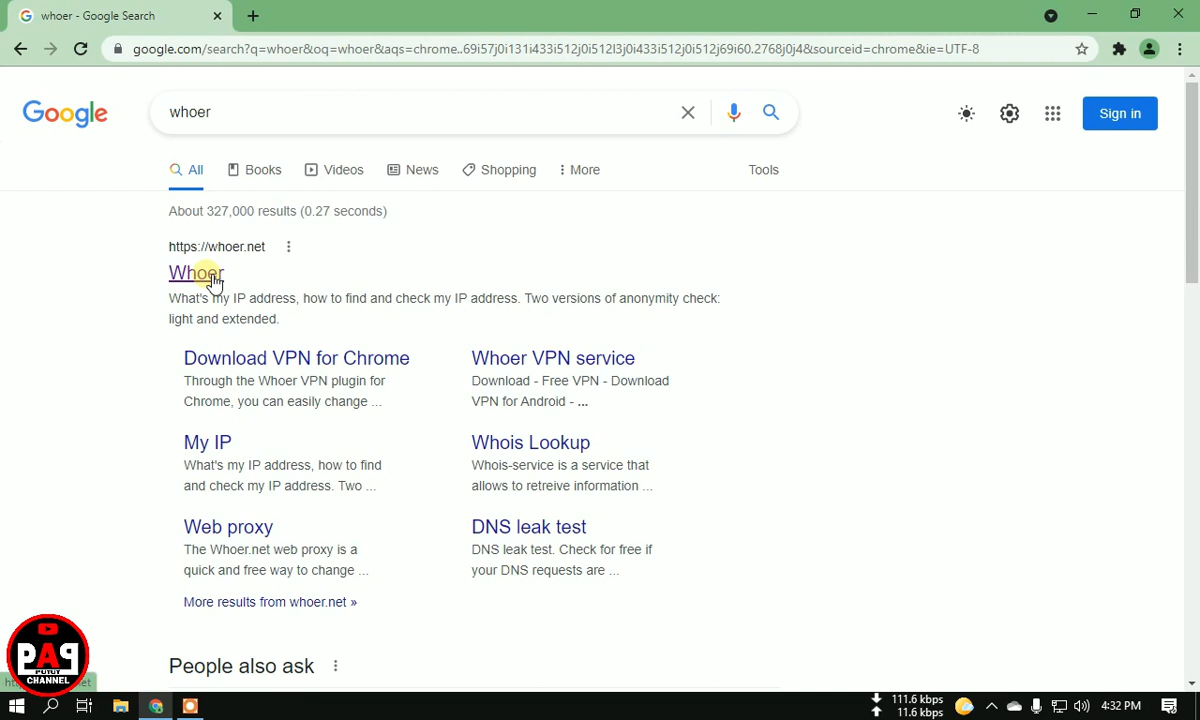 whoer - Google Search
google.com/search?q=whoer&oq=whoer&aqs=chrome..69i57j0i131i433i512j0i512l3j0i433i512j0i512j69i60.2768j0j4&sourceid=chrome&ie=UTF-8
Google
whoer
Sign in
All
Books
Videos
News
Shopping
More
Tools
About 327,000 results (0.27 seconds)
https://whoer.net
Whoer
What's my IP address, how to find and check my IP address. Two versions of anonymity check:
light and extended.
Download VPN for Chrome
Through the Whoer VPN plugin for
Chrome, you can easily change ...
Whoer VPN service
Download - Free VPN - Download
VPN for Android - ...
My IP
What's my IP address, how to find
and check my IP address. Two ...
Whois Lookup
Whois-service is a service that
allows to retreive information ...
Web proxy
The Whoer.net web proxy is a
quick and free way to change ...
DNS leak test
DNS leak test. Check for free if
your DNS requests are ...
More results from whoer.net »
People also ask
PAP
CHANNEL
111.6 kbps
11.6 kbps
4:32 PM